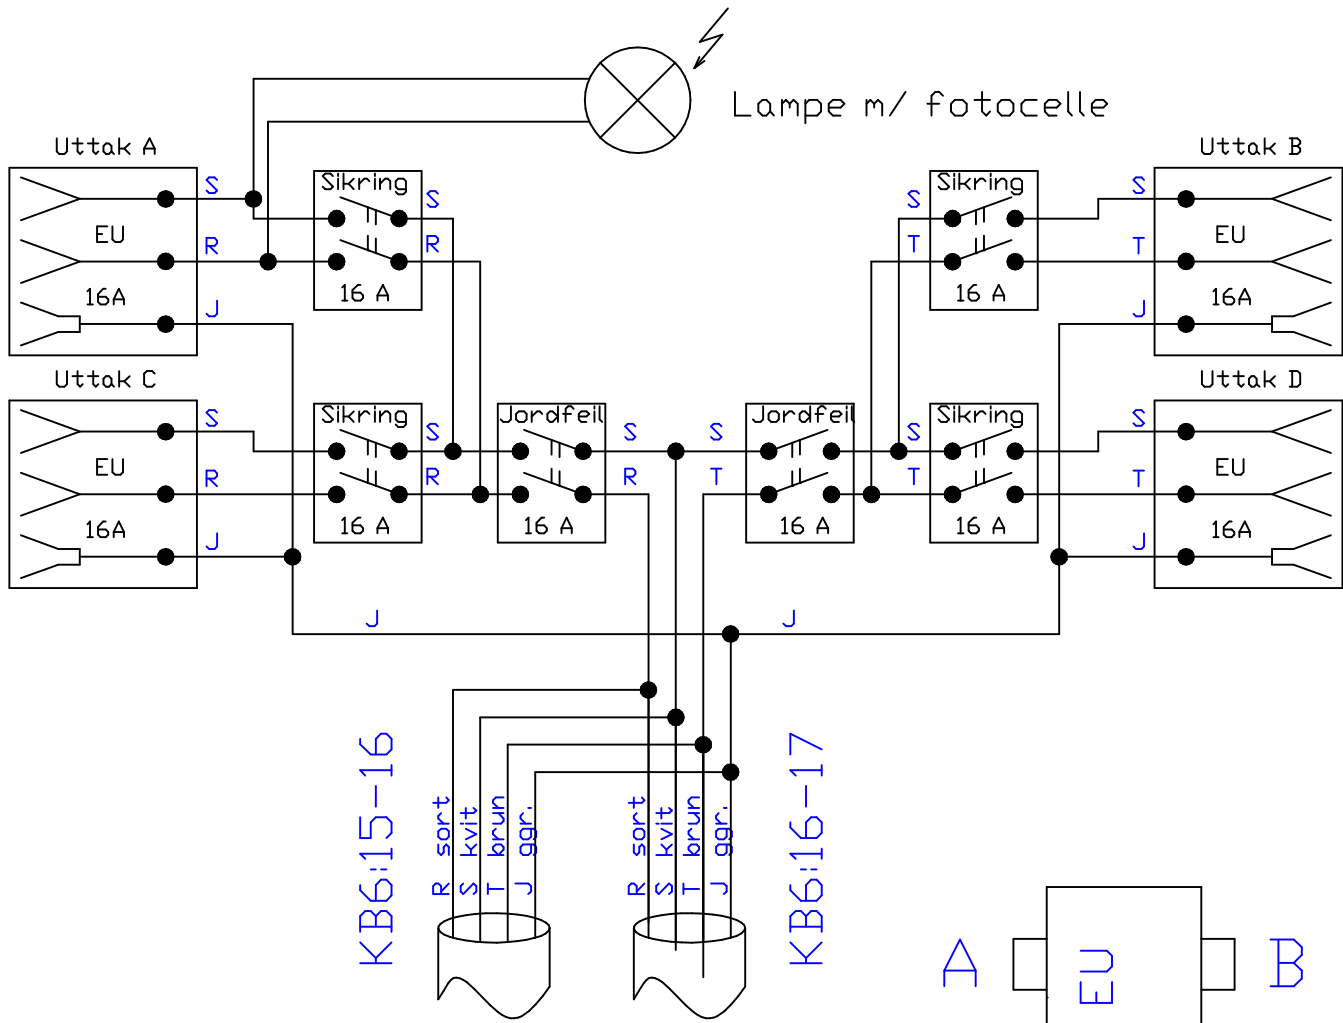 Lampe m/ fotocelle
Uttak A
Uttak B
S
Sikring
S
S
Sikring
S
EU
R
R
T
T
EU
16A
16 A
16 A
16A
J
J
Uttak C
Uttak D
S
Sikring
S
Jordfeil
S
S
Jordfeil
S
Sikring
S
EU
R
R
R
T
T
T
EU
16A
16 A
16 A
16 A
16 A
16A
J
J
J
J
KB6:15-16
R sort
S kvit
T brun
J ggr.
R sort
S kvit
T brun
J ggr.
KB6:16-17
A
EU
B